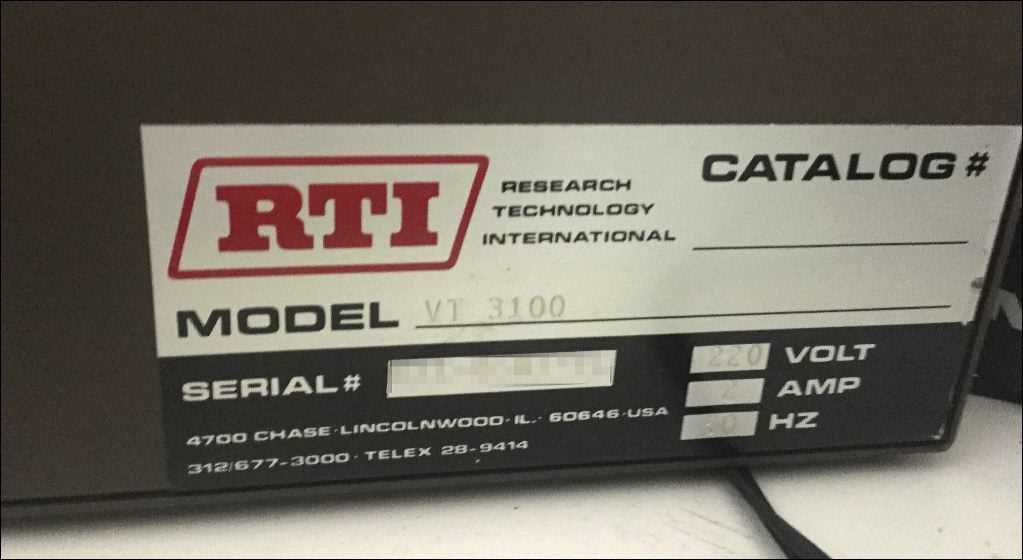 RTI
RESEARCH
TECHNOLOGY
INTERNATIONAL
CATALOG#
MODEL VT 3100
SERIAL#
220 VOLT
2 AMP
HZ
4700 CHASE·LINCOLNWOOD·IL.· 60646·USA
312/677-3000 · TELEX 28-9414